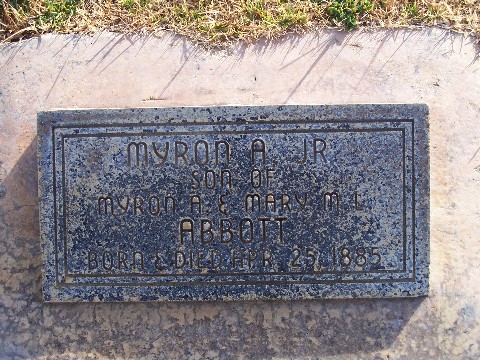 MYRON A. JR.
SON OF
MYRON A. & MARY M. L.
ABBOTT
BORN & DIED APR. 25, 1885